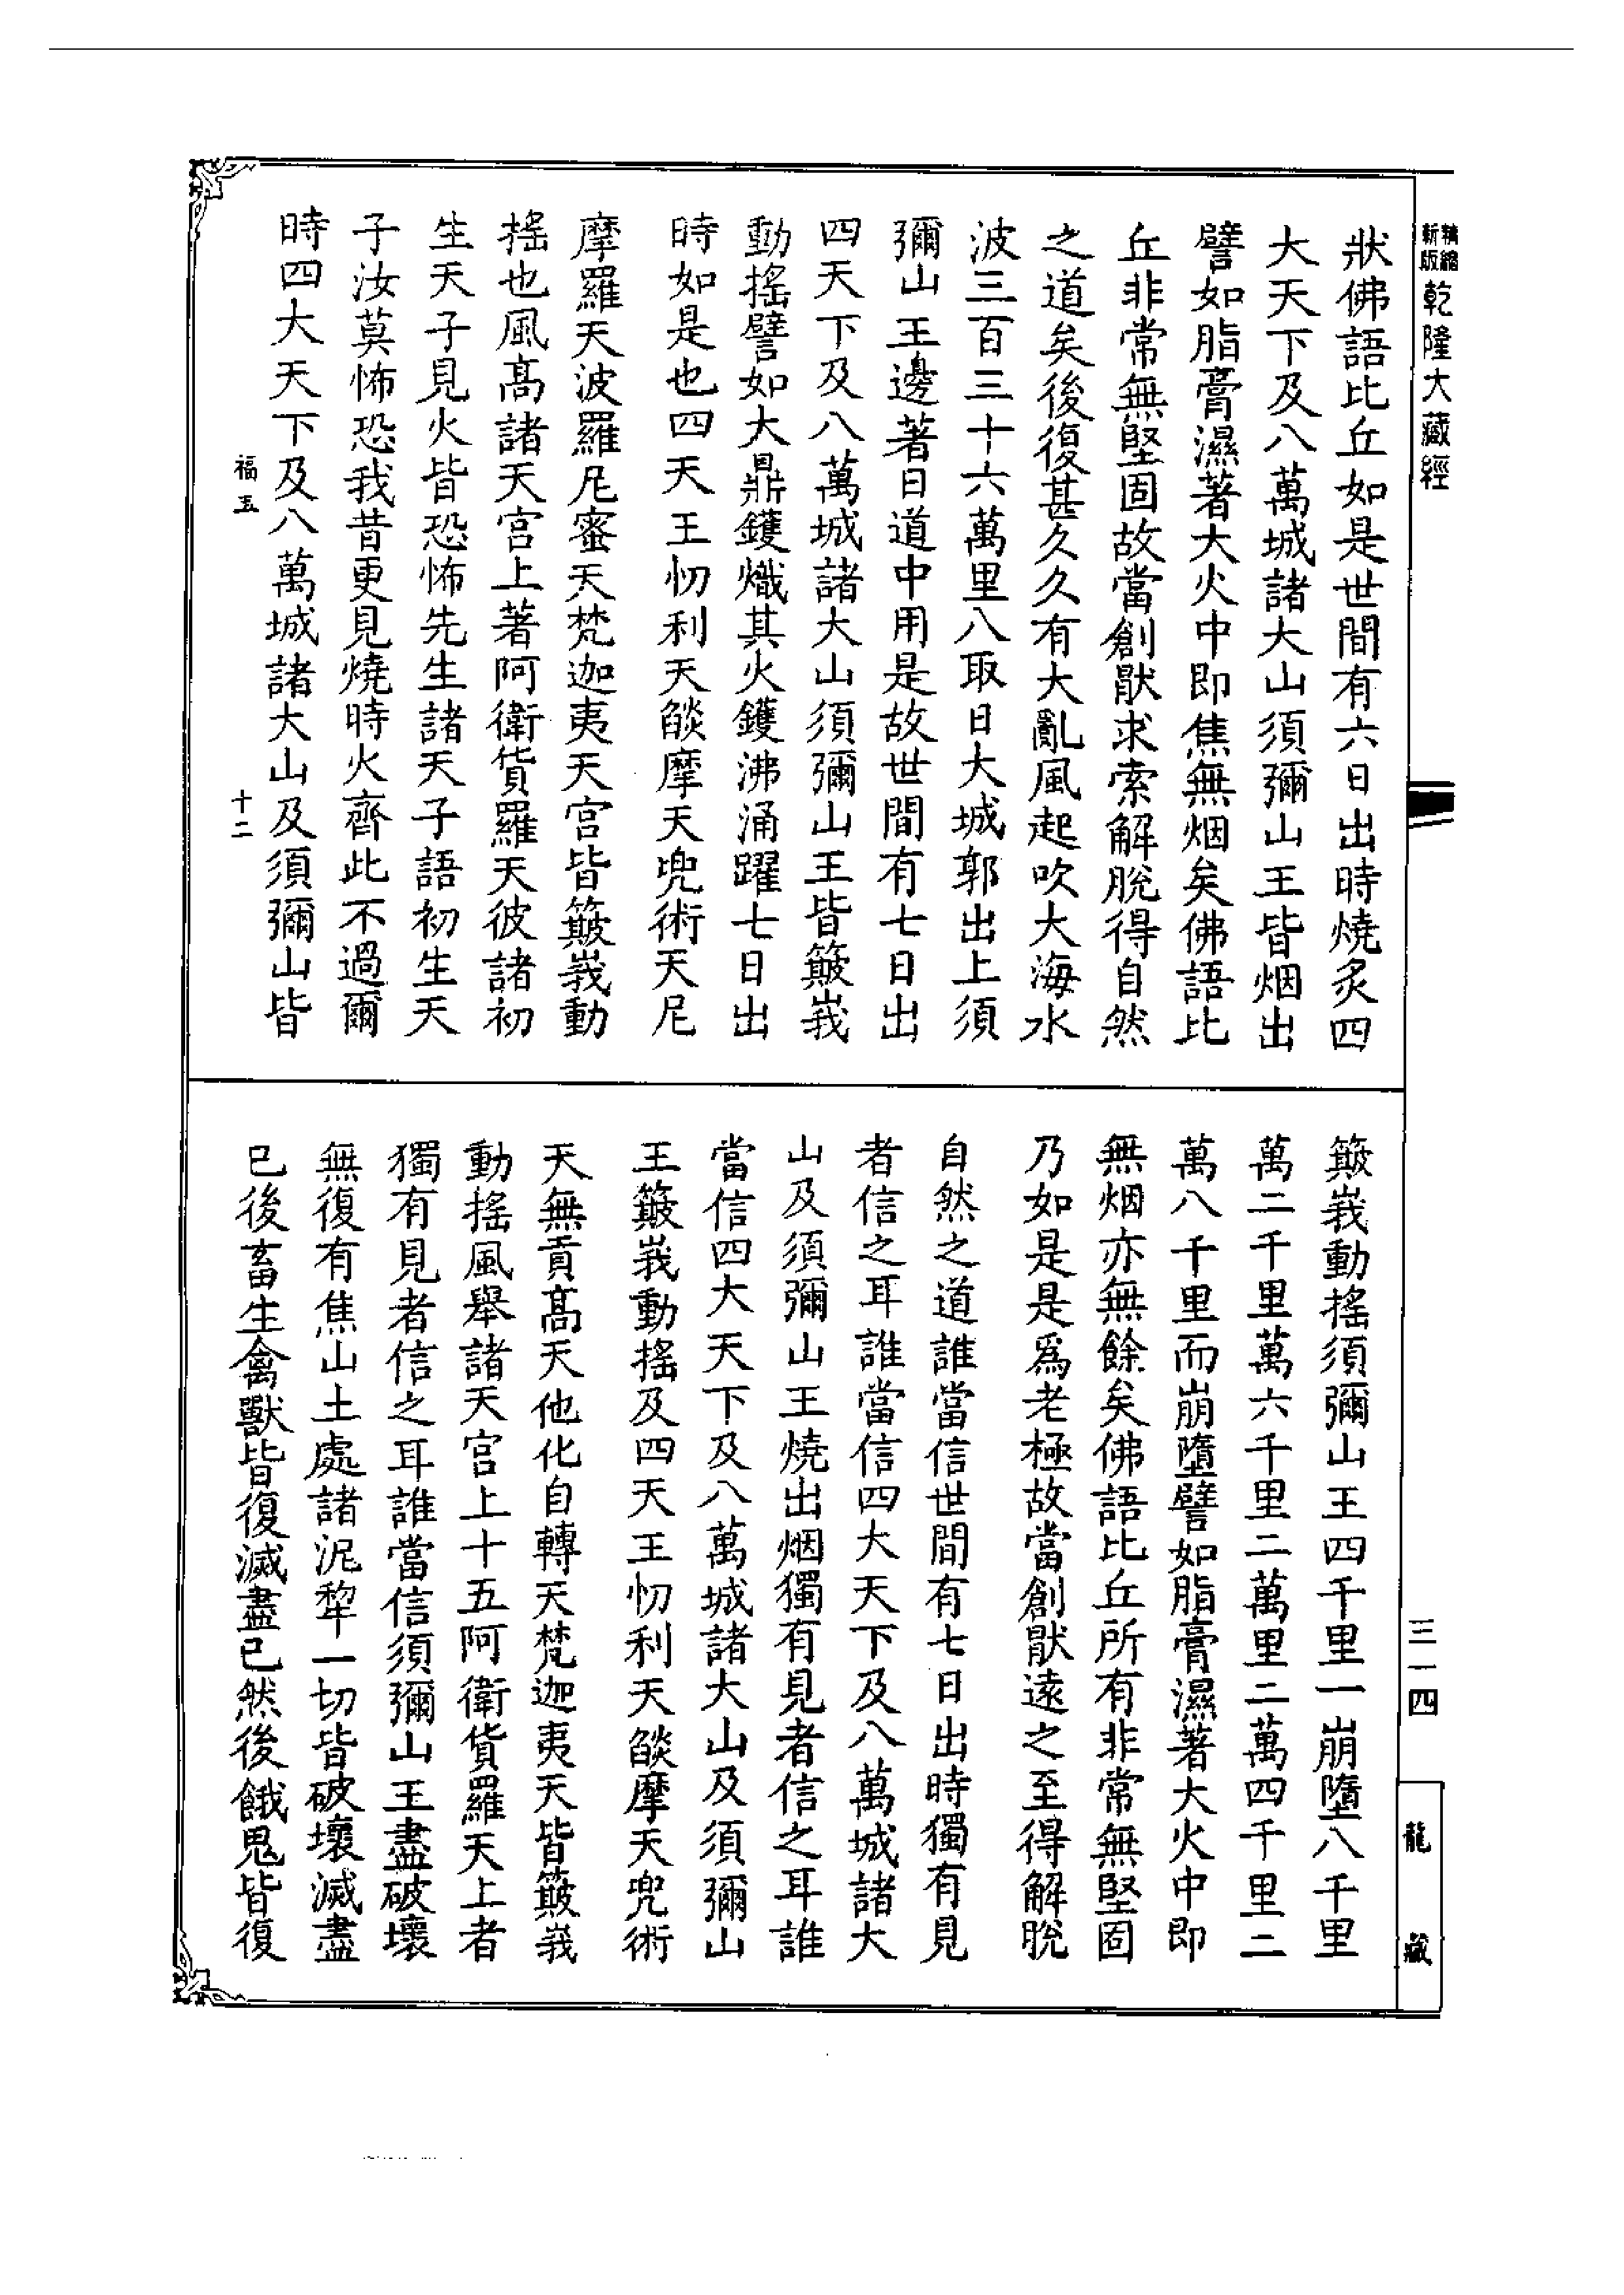 精縮新版乾隆大藏經
狀佛語比丘如是世間有六日出時燒炙四
大天下及八萬城諸大山須彌山王皆烟出
譬如脂膏濕著大火中即焦無烟矣佛語比
丘非常無堅固故當創猒求索解脫得自然
之道矣後復甚久久有大亂風起吹大海水
波三百三十六萬里八取日大城郭出上須
彌山王邊著日道中用是故世間有七日出
四天下及八萬城諸大山須彌山王皆簸峩
動搖譬如大鼎鑊熾其火鑊沸涌躍七日出
時如是也四天王忉利天燄摩天兜術天尼
摩羅天波羅尼蜜天梵迦夷天宮皆簸峩動
搖也風高諸天宮上著阿衛貨羅天彼諸初
生天子見火皆恐怖先生諸天子語初生天
子汝莫怖恐我昔更見燒時火齊此不過爾
時四大天下及八萬城諸大山及須彌山皆
福五
十二
簸峩動搖須彌山王四千里一崩墮八千里
萬二千里萬六千里二萬里二萬四千里二
萬八千里而崩墮譬如脂膏濕著大火中即
無烟亦無餘矣佛語比丘所有非常無堅固
乃如是是爲老極故當創猒遠之至得解脫
自然之道誰當信世間有七日出時獨有見
者信之耳誰當信四大天下及八萬城諸大
山及須彌山王燒出烟獨有見者信之耳誰
當信四大天下及八萬城諸大山及須彌山
王簸峩動搖及四天王忉利天燄摩天兜術
天無貢高天他化自轉天梵迦夷天皆簸峩
動搖風舉諸天宮上十五阿衛貨羅天上者
獨有見者信之耳誰當信須彌山王盡破壞
無復有焦山土處諸泥犂一切皆破壞滅盡
已後畜生禽獸皆復滅盡已然後餓鬼皆復
三一四
龍藏